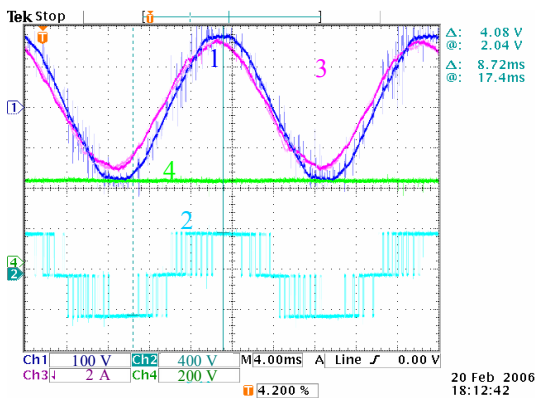 Tek Stop
T
T
Δ: 4.08 V
@: 2.04 V
Δ: 8.72ms
@: 17.4ms
1
3
1
4
2
4
2
Ch1 100 V Ch2 400 V M 4.00ms A Line 0.00 V
Ch3 2 A Ch4 200 V
T 4.200 %
20 Feb 2006
18:12:42